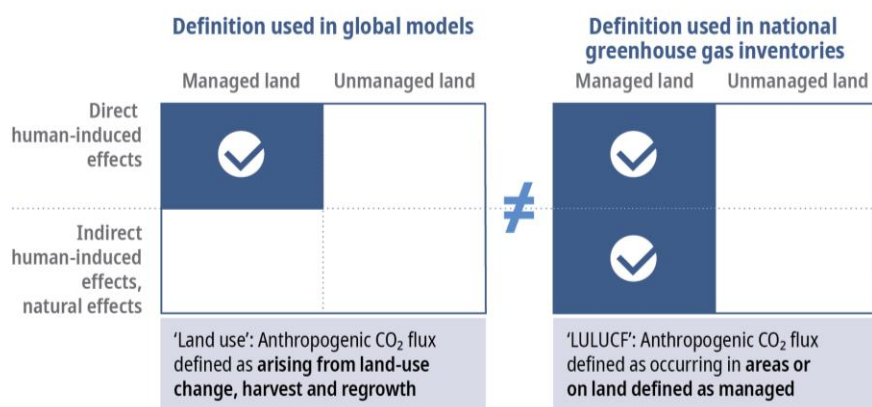 Definition used in global models
Managed land Unmanaged land
Direct
human-induced
effects
Indirect
human-induced
effects,
natural effects
'Land use': Anthropogenic CO₂ flux
defined as arising from land-use
change, harvest and regrowth
≠
Definition used in national
greenhouse gas inventories
Managed land Unmanaged land
'LULUCF': Anthropogenic CO₂ flux
defined as occurring in areas or
on land defined as managed